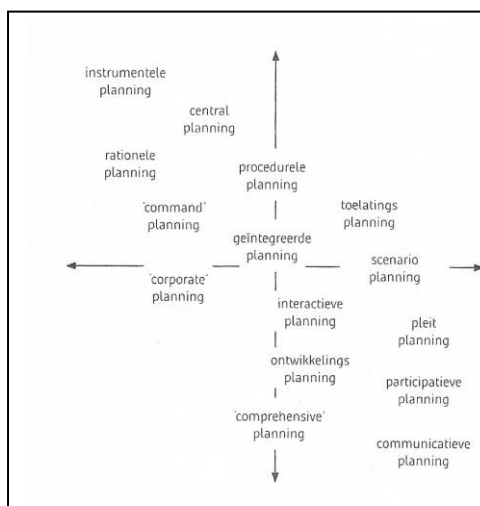 instrumentele
planning
central
planning
rationele
planning
procedurele
planning
'command'
planning
toelatings
planning
geïntegreerde
planning
scenario
planning
'corporate'
planning
interactieve
planning
pleit
planning
ontwikkelings
planning
participatieve
planning
'comprehensive'
planning
communicatieve
planning